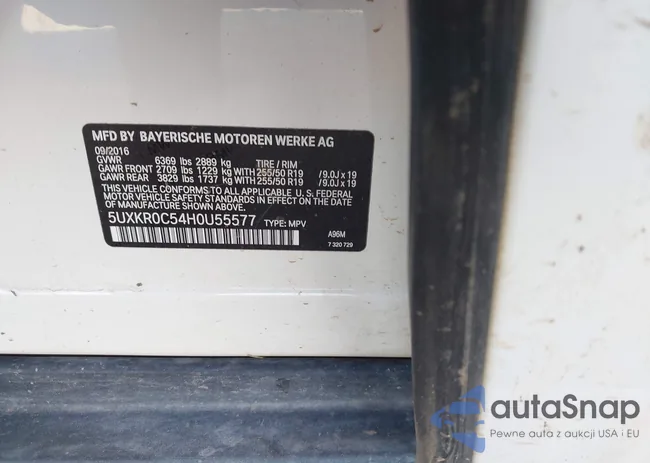 MFD BY BAYERISCHE MOTOREN WERKE AG
09/2016
GVWR 6369 lbs 2889 kg TIRE / RIM
GAWR FRONT 2709 lbs 1229 kg WITH 255/50 R19 /9.0J x 19
GAWR REAR 3829 lbs 1737 kg WITH 255/50 R19 /9.0J x 19
THIS VEHICLE CONFORMS TO ALL APPLICABLE U. S. FEDERAL
MOTOR VEHICLE SAFETY STANDARDS IN EFFECT ON THE DATE OF
MANUFACTURE SHOWN ABOVE.
5UXKR0C54H0U55577 TYPE: MPV
A96M
7 320 729
autaSnap
Pewne auta z aukcji USA i EU